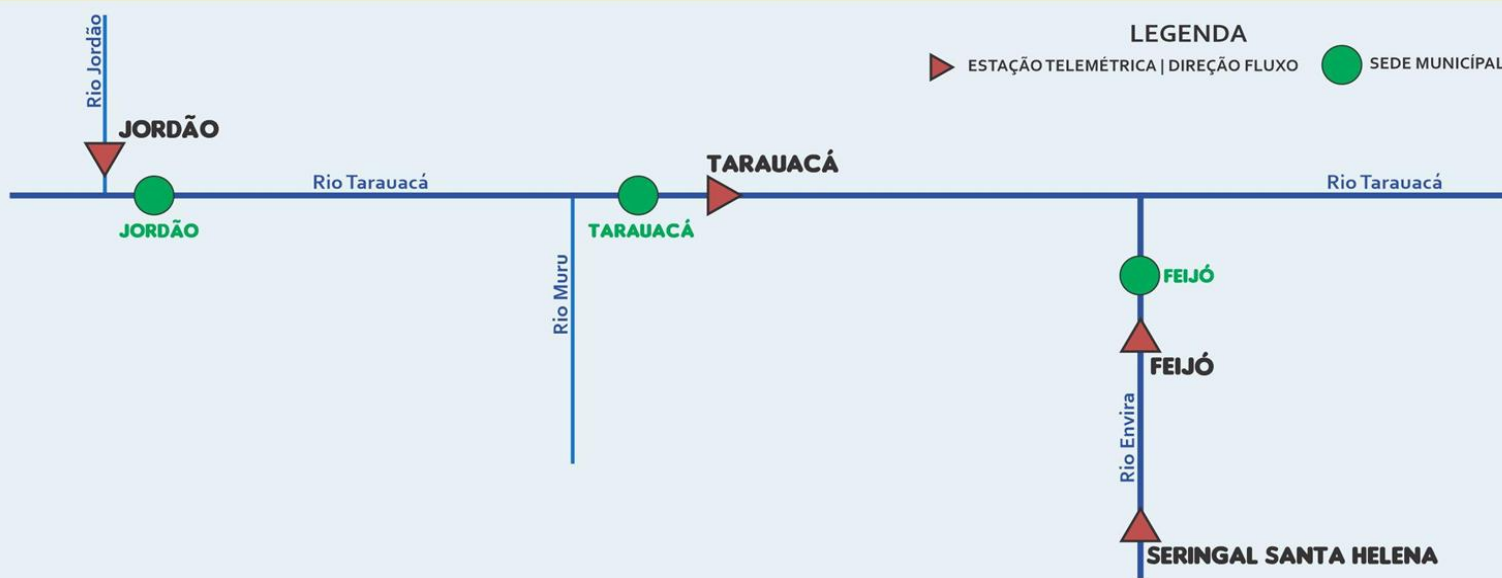 LEGENDA
ESTAÇÃO TELEMÉTRICA | DIREÇÃO FLUXO
SEDE MUNICÍPAL
Rio Jordão
JORDÃO
JORDÃO
Rio Tarauacá
TARAUACÁ
TARAUACÁ
Rio Muru
Rio Tarauacá
FEIJÓ
FEIJÓ
Rio Envira
SERINGAL SANTA HELENA